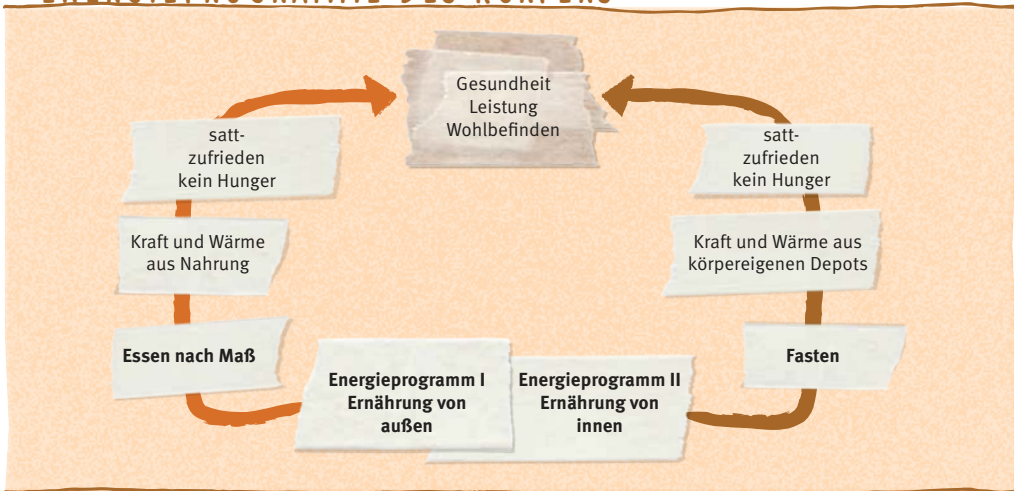 Gesundheit
Leistung
Wohlbefinden
satt-
zufrieden
kein Hunger
Kraft und Wärme
aus Nahrung
Essen nach Maß
Energieprogramm I
Ernährung von
außen
Energieprogramm II
Ernährung von
innen
Fasten
Kraft und Wärme aus
körpereigenen Depots
satt-
zufrieden
kein Hunger